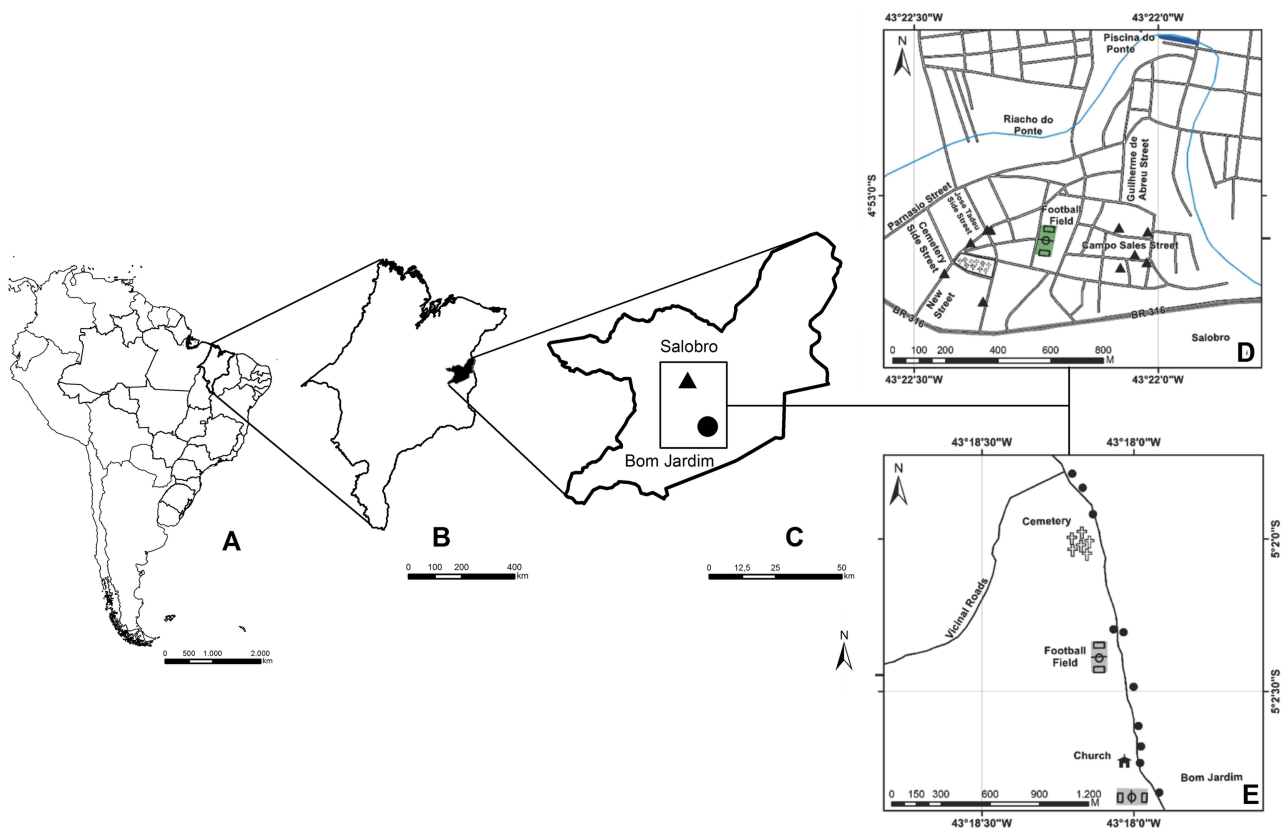 A
0 500 1.000 2.000
km
B
0 100 200 400
km
Salobro
Bom Jardim
C
0 12,5 25 50
km
N
43°22'30"W 43°22'0"W
N
Piscina do
Ponte
Riacho do
Ponte
4°53'0"S
Parnasio Street
Jose Tadeu
Side Street
Cemetery
Side Street
New
Street
Football
Field
Guilherme de
Abreu Street
Campo Sales Street
BR 316
BR 316
Salobro
0 100 200 400 600 800
M
D
43°22'30"W 43°22'0"W
43°18'30"W 43°18'0"W
N
Cemetery
5°2'0"S
Vicinal Roads
Football
Field
5°2'30"S
Church
Bom Jardim
0 150 300 600 900 1.200
M
E
43°18'30"W 43°18'0"W